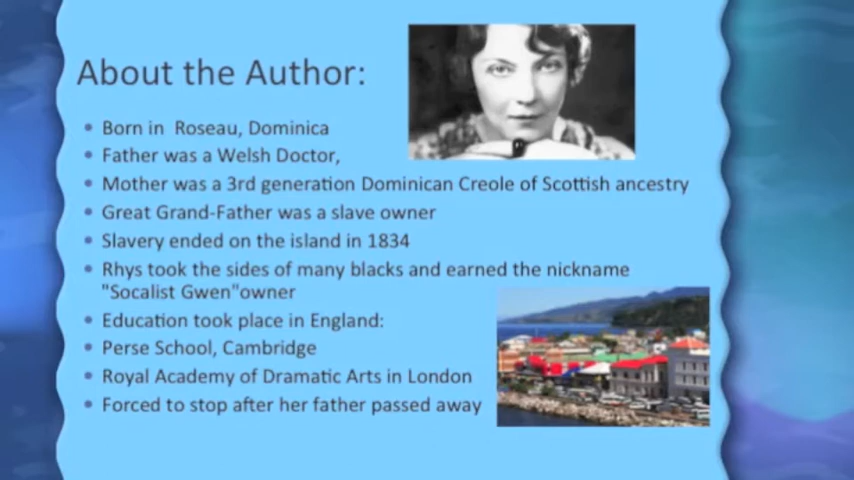 About the Author:
Born in Roseau, Dominica
Father was a Welsh Doctor,
Mother was a 3rd generation Dominican Creole of Scottish ancestry
Great Grand-Father was a slave owner
Slavery ended on the island in 1834
Rhys took the sides of many blacks and earned the nickname
"Socalist Gwen"owner
Education took place in England:
Perse School, Cambridge
Royal Academy of Dramatic Arts in London
Forced to stop after her father passed away